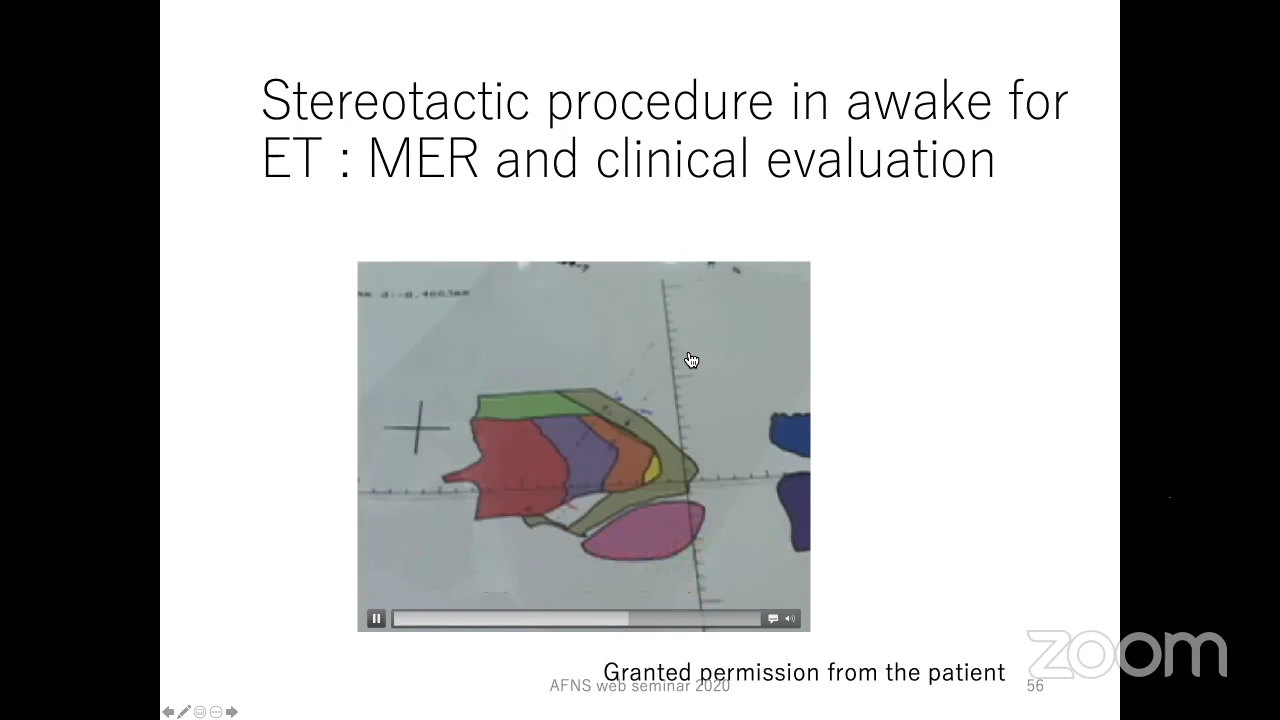 Stereotactic procedure in awake for
ET : MER and clinical evaluation
Granted permission from the patient
AFNS web seminar 2020
56
zoom